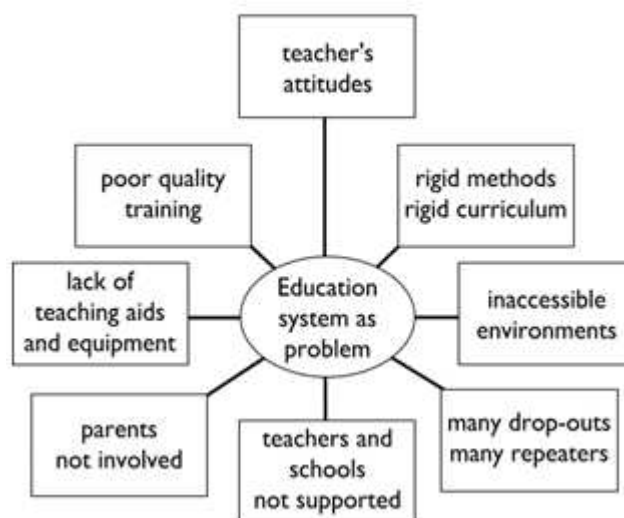 teacher's
attitudes
poor quality
training
rigid methods
rigid curriculum
lack of
teaching aids
and equipment
Education
system as
problem
inaccessible
environments
parents
not involved
teachers and
schools
not supported
many drop-outs
many repeaters